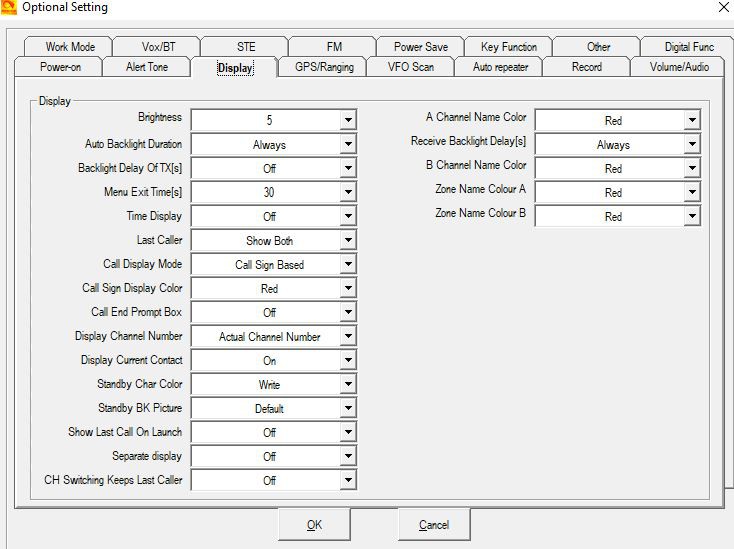 Optional Setting
Work Mode Vox/BT STE FM Power Save Key Function Other Digital Func
Power-on Alert Tone Display GPS/Ranging VFO Scan Auto repeater Record Volume/Audio
Display
Brightness 5 A Channel Name Color Red
Auto Backlight Duration Always Receive Backlight Delay[s] Always
Backlight Delay Of TX[s] Off B Channel Name Color Red
Menu Exit Time[s] 30 Zone Name Colour A Red
Time Display Off Zone Name Colour B Red
Last Caller Show Both
Call Display Mode Call Sign Based
Call Sign Display Color Red
Call End Prompt Box Off
Display Channel Number Actual Channel Number
Display Current Contact On
Standby Char Color Write
Standby BK Picture Default
Show Last Call On Launch Off
Separate display Off
CH Switching Keeps Last Caller Off
OK Cancel